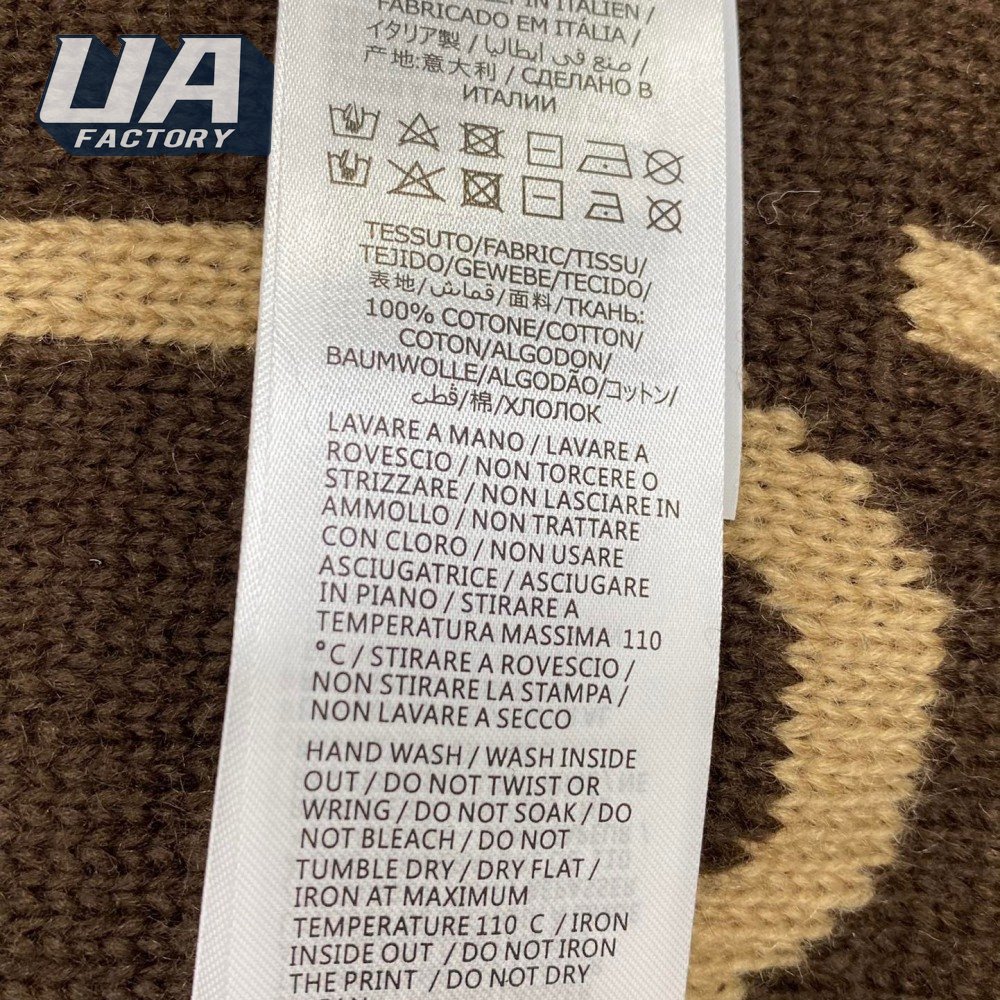 UA
FACTORY
IN ITALIEN /
FABRICADO EM ITÁLIA /
イタリア製 / صنع في ايطاليا /
产地:意大利 / СДЕЛАНО В
ИТАЛИИ
TESSUTO/FABRIC/TISSU/
TEJIDO/GEWEBE/TECIDO/
表地/قماش/面料/ТКАНЬ:
100% COTONE/COTTON/
COTON/ALGODON/
BAUMWOLLE/ALGODÃO/コットン/
قطن/棉/ХЛОЛОК
LAVARE A MANO / LAVARE A
ROVESCIO / NON TORCERE O
STRIZZARE / NON LASCIARE IN
AMMOLLO / NON TRATTARE
CON CLORO / NON USARE
ASCIUGATRICE / ASCIUGARE
IN PIANO / STIRARE A
TEMPERATURA MASSIMA 110
°C / STIRARE A ROVESCIO /
NON STIRARE LA STAMPA /
NON LAVARE A SECCO
HAND WASH / WASH INSIDE
OUT / DO NOT TWIST OR
WRING / DO NOT SOAK / DO
NOT BLEACH / DO NOT
TUMBLE DRY / DRY FLAT /
IRON AT MAXIMUM
TEMPERATURE 110 C / IRON
INSIDE OUT / DO NOT IRON
THE PRINT / DO NOT DRY